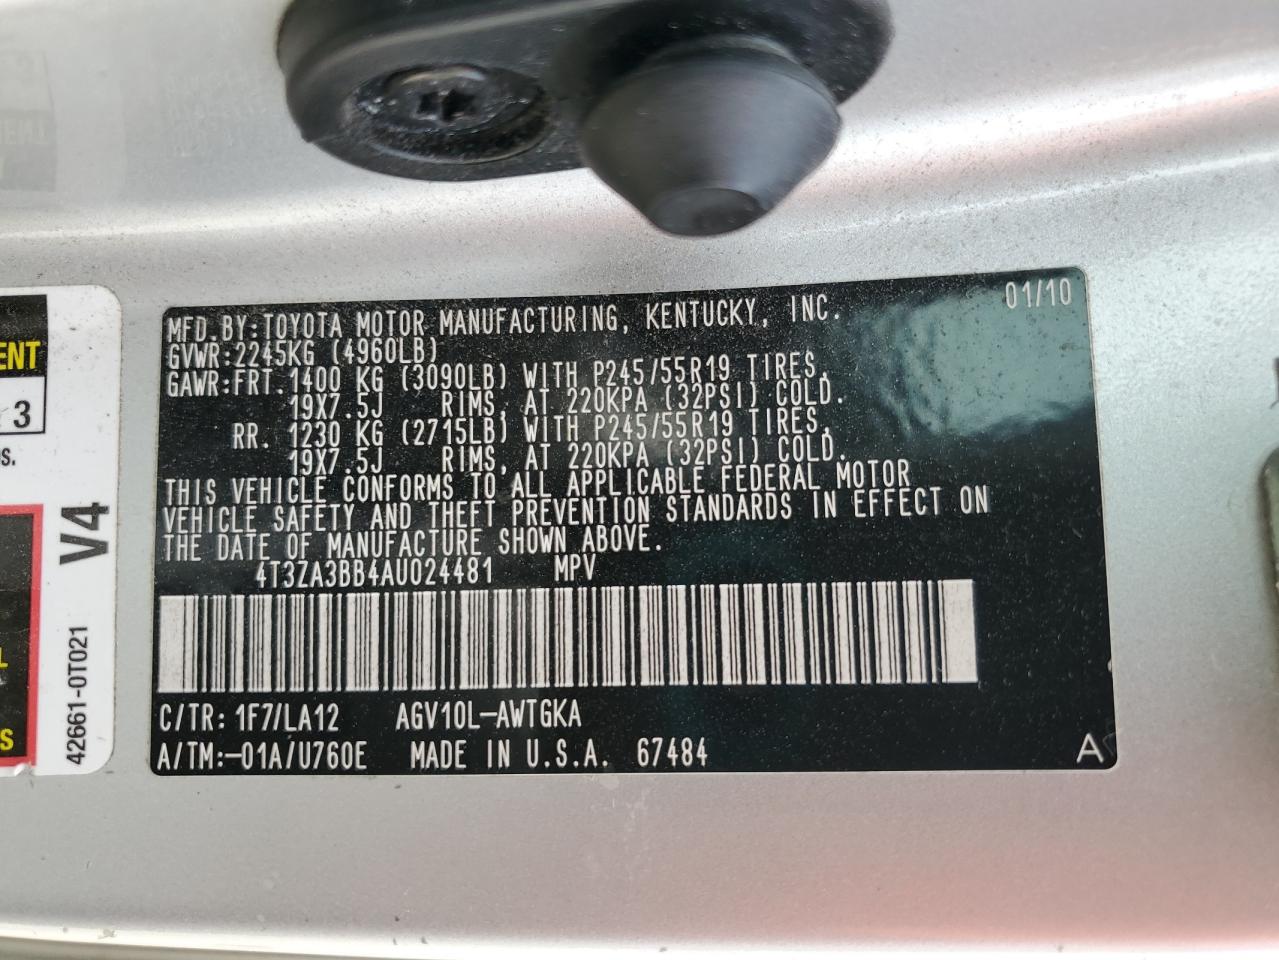 MFD. BY: TOYOTA MOTOR MANUFACTURING, KENTUCKY, INC. 01/10
GVWR: 2245KG (4960LB)
GAWR: FRT. 1400 KG (3090LB) WITH P245/55R19 TIRES,
19X7.5J RIMS, AT 220KPA (32PSI) COLD.
RR. 1230 KG (2715LB) WITH P245/55R19 TIRES,
19X7.5J RIMS, AT 220KPA (32PSI) COLD.
THIS VEHICLE CONFORMS TO ALL APPLICABLE FEDERAL MOTOR
VEHICLE SAFETY AND THEFT PREVENTION STANDARDS IN EFFECT ON
THE DATE OF MANUFACTURE SHOWN ABOVE.
4T3ZA3BB4AU024481 MPV
C/TR: 1F7/LA12 AGV10L-AWTGKA
A/TM:-01A/U760E MADE IN U.S.A. 67484 A
3
V4
42661-0T021